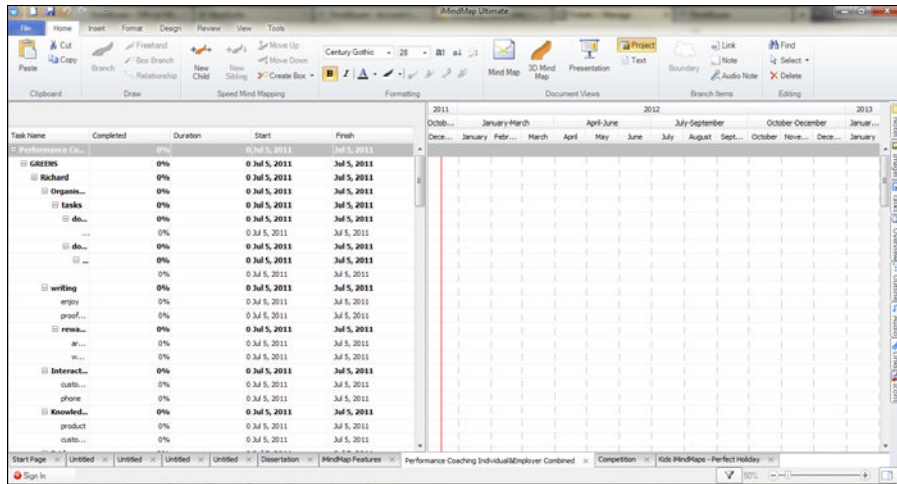 iMindMap Ultimate
File Home Insert Format Design Review View Tools
Cut Freehand Move Up Century Gothic 28 Project Link Find
Copy Box Branch Move Down Text Note Select
Paste Branch Relationship New Child New Sibling Create Box B I A Mind Map 3D Mind Map Presentation Boundary Audio Note Delete
Clipboard Draw Speed Mind Mapping Formatting Document Views Branch Items Editing
2011 2012 2013
Octob... January-March April-June July-September October-December Januar...
Task Name Completed Duration Start Finish Dece... January Febr... March April May June July August Sept... October Nove... Dece... January
Performance Co... 0% 0 Jul 5, 2011 Jul 5, 2011
GREENS 0% 0 Jul 5, 2011 Jul 5, 2011
Richard 0% 0 Jul 5, 2011 Jul 5, 2011
Organis... 0% 0 Jul 5, 2011 Jul 5, 2011
tasks 0% 0 Jul 5, 2011 Jul 5, 2011
do... 0% 0 Jul 5, 2011 Jul 5, 2011
... 0% 0 Jul 5, 2011 Jul 5, 2011
do... 0% 0 Jul 5, 2011 Jul 5, 2011
... 0% 0 Jul 5, 2011 Jul 5, 2011
0% 0 Jul 5, 2011 Jul 5, 2011
writing 0% 0 Jul 5, 2011 Jul 5, 2011
enjoy 0% 0 Jul 5, 2011 Jul 5, 2011
proof... 0% 0 Jul 5, 2011 Jul 5, 2011
rewa... 0% 0 Jul 5, 2011 Jul 5, 2011
ar... 0% 0 Jul 5, 2011 Jul 5, 2011
w... 0% 0 Jul 5, 2011 Jul 5, 2011
Interact... 0% 0 Jul 5, 2011 Jul 5, 2011
custo... 0% 0 Jul 5, 2011 Jul 5, 2011
phone 0% 0 Jul 5, 2011 Jul 5, 2011
Knowled... 0% 0 Jul 5, 2011 Jul 5, 2011
product 0% 0 Jul 5, 2011 Jul 5, 2011
custo... 0% 0 Jul 5, 2011 Jul 5, 2011
Start Page Untitled Untitled Untitled Untitled Dissertation iMindMap Features Performance Coaching Individual&Employer Combined Competition Kids iMindMaps - Perfect Holiday
Sign In 50%